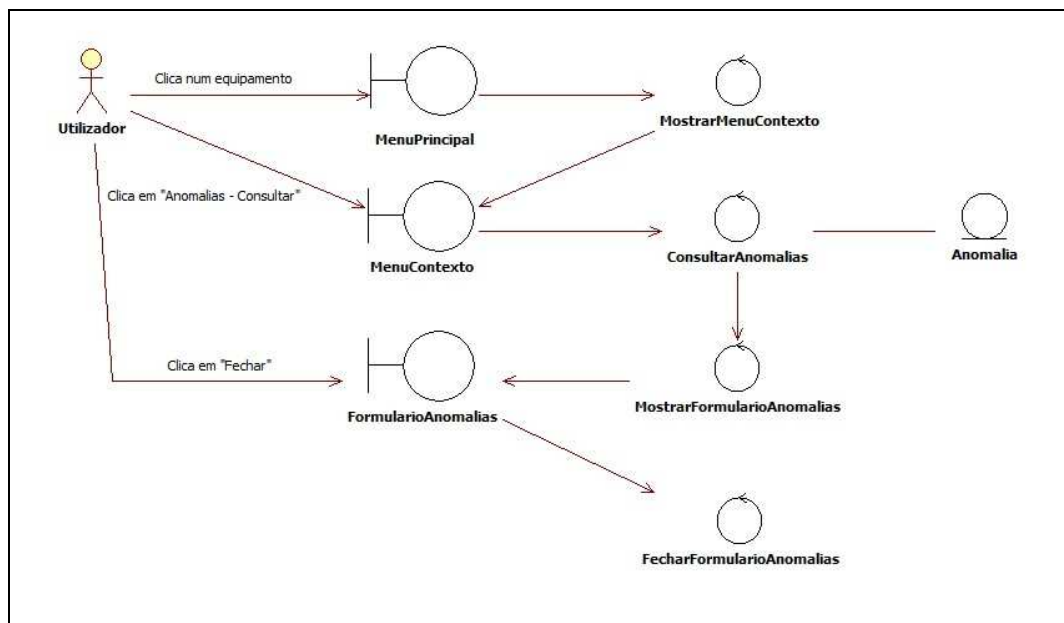 Clica num equipamento
Utilizador
MenuPrincipal
MostrarMenuContexto
Clica em "Anomalias - Consultar"
MenuContexto
ConsultarAnomalias
Anomalia
Clica em "Fechar"
FormularioAnomalias
MostrarFormularioAnomalias
FecharFormularioAnomalias